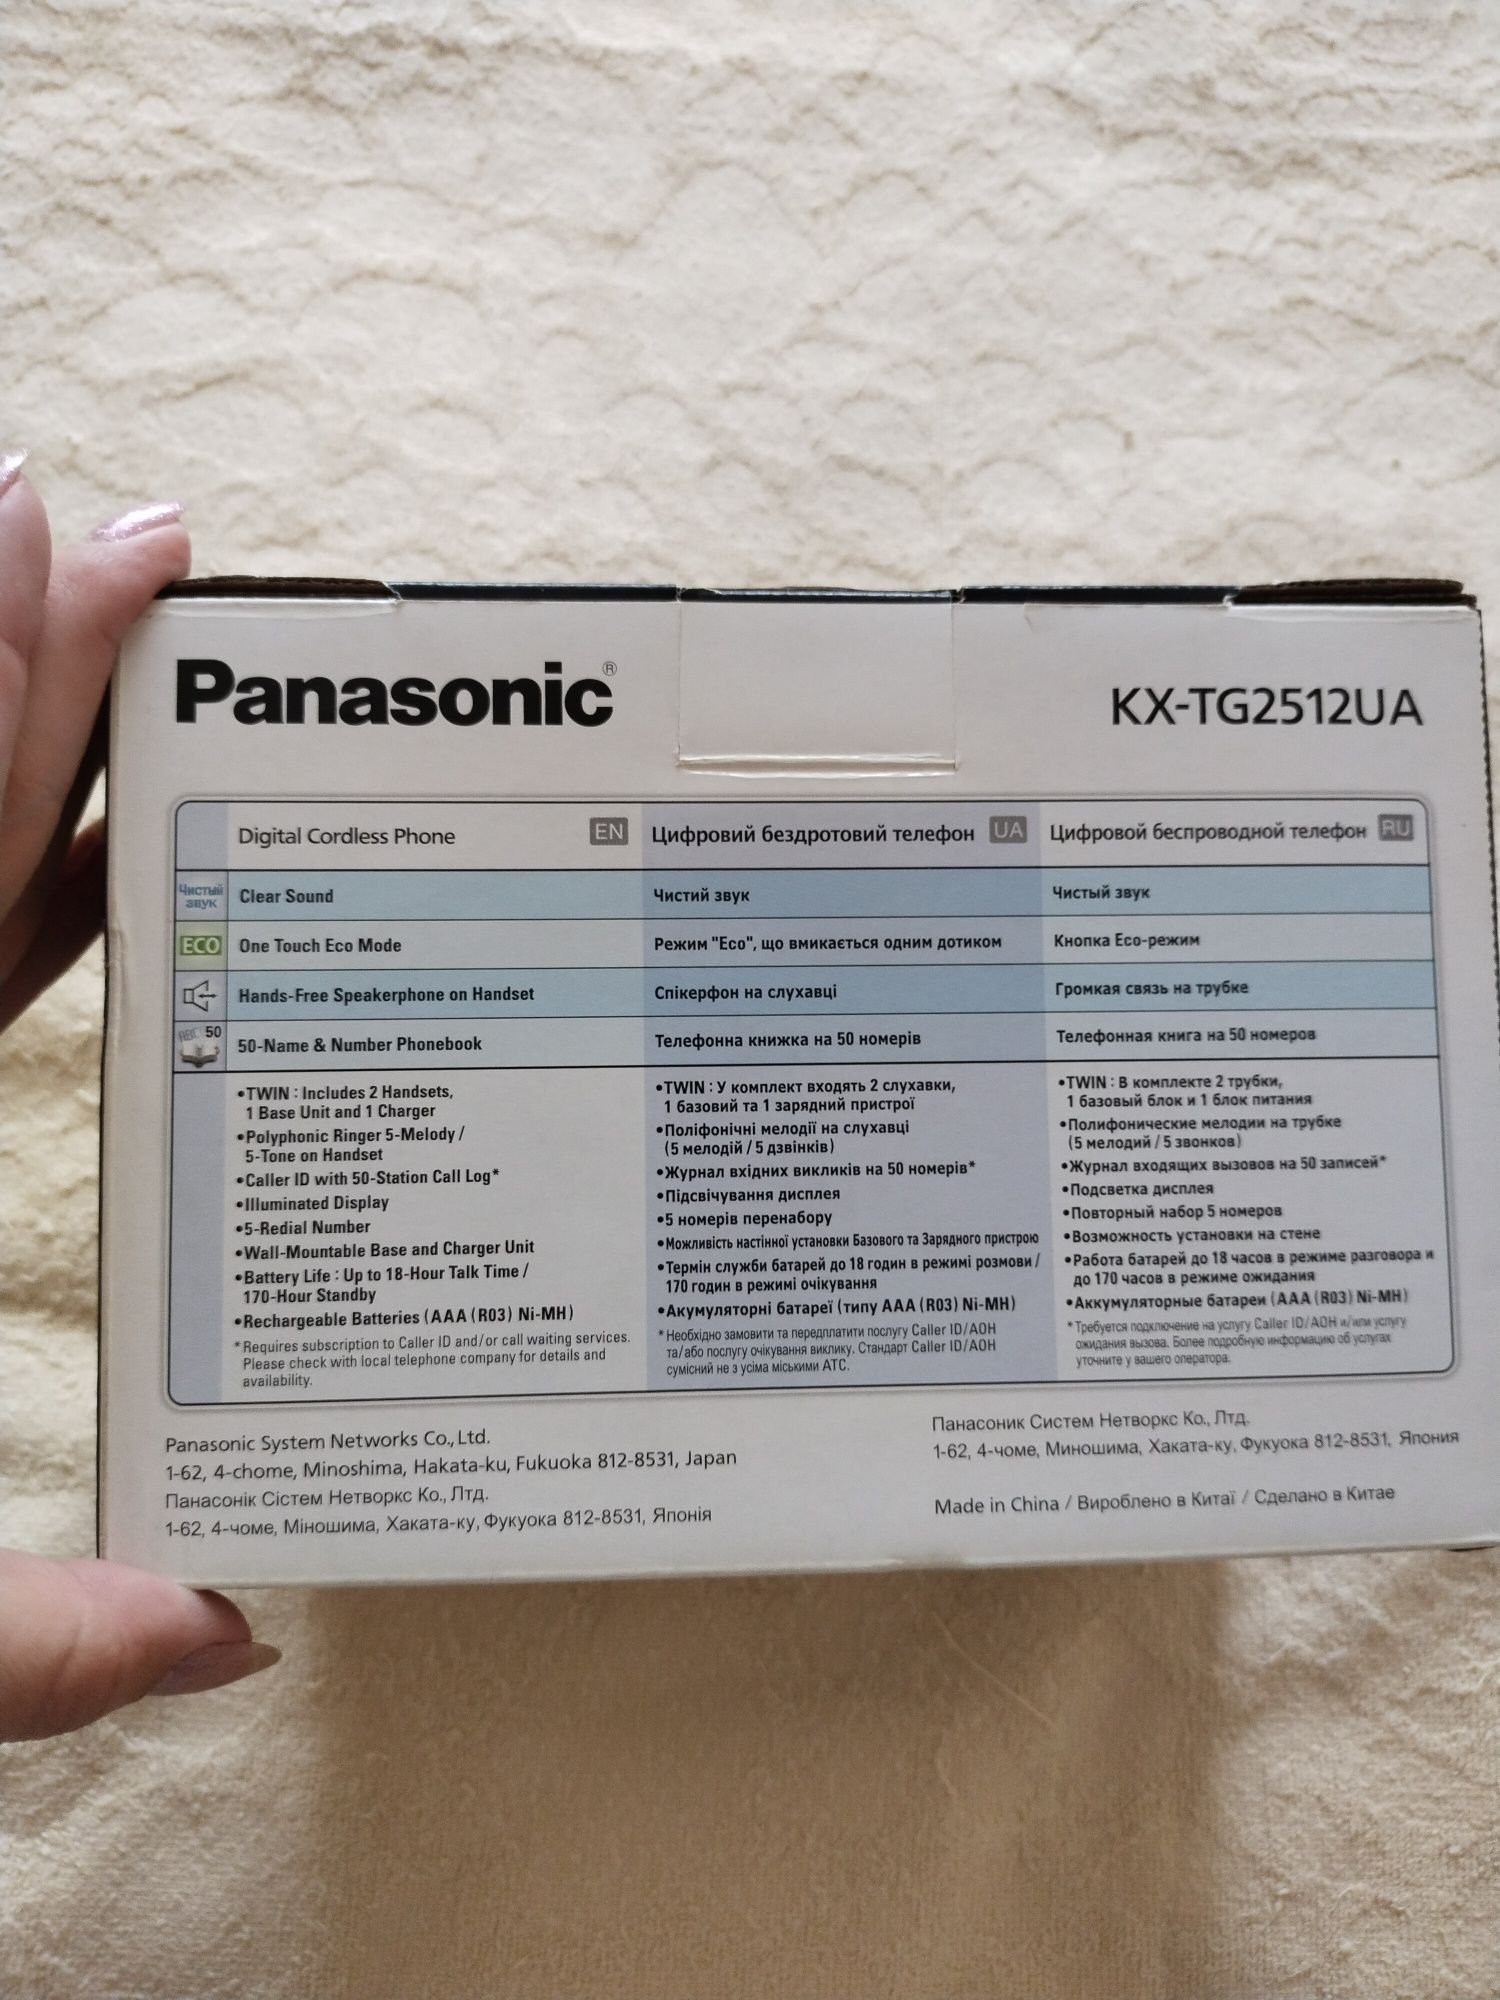 Panasonic®
KX-TG2512UA
Digital Cordless Phone EN
Цифровий бездротовий телефон UA
Цифровой беспроводной телефон RU
Чистый
звук
Clear Sound
Чистий звук
Чистый звук
ECO
One Touch Eco Mode
Режим "Eco", що вмикається одним дотиком
Кнопка Eco-режим
Hands-Free Speakerphone on Handset
Спікерфон на слухавці
Громкая связь на трубке
ABC 50
50-Name & Number Phonebook
Телефонна книжка на 50 номерів
Телефонная книга на 50 номеров
•TWIN : Includes 2 Handsets,
1 Base Unit and 1 Charger
•Polyphonic Ringer 5-Melody /
5-Tone on Handset
•Caller ID with 50-Station Call Log*
•Illuminated Display
•5-Redial Number
•Wall-Mountable Base and Charger Unit
•Battery Life : Up to 18-Hour Talk Time /
170-Hour Standby
•Rechargeable Batteries (AAA (R03) Ni-MH)
*Requires subscription to Caller ID and/or call waiting services.
Please check with local telephone company for details and
availability.
•TWIN : У комплект входять 2 слухавки,
1 базовий та 1 зарядний пристрої
•Поліфонічні мелодії на слухавці
(5 мелодій / 5 дзвінків)
•Журнал вхідних викликів на 50 номерів*
•Підсвічування дисплея
•5 номерів перенабору
•Можливість настінної установки Базового та Зарядного пристрою
•Термін служби батарей до 18 годин в режимі розмови /
170 годин в режимі очікування
•Акумуляторні батареї (типу AAA (R03) Ni-MH)
*Необхідно замовити та передплатити послугу Caller ID/АОН
та/або послугу очікування виклику. Стандарт Caller ID/АОН
сумісний не з усіма міськими АТС.
•TWIN : В комплекте 2 трубки,
1 базовый блок и 1 блок питания
•Полифонические мелодии на трубке
(5 мелодий / 5 звонков)
•Журнал входящих вызовов на 50 записей*
•Подсветка дисплея
•Повторный набор 5 номеров
•Возможность установки на стене
•Работа батарей до 18 часов в режиме разговора и
до 170 часов в режиме ожидания
•Аккумуляторные батареи (AAA (R03) Ni-MH)
*Требуется подключение на услугу Caller ID/АОН и/или услугу
ожидания вызова. Более подробную информацию об услугах
уточните у вашего оператора.
Panasonic System Networks Co., Ltd.
1-62, 4-chome, Minoshima, Hakata-ku, Fukuoka 812-8531, Japan
Панасонік Сістем Нетворкс Ко., Лтд.
1-62, 4-чоме, Міношима, Хаката-ку, Фукуока 812-8531, Японія
Панасоник Систем Нетворкс Ко., Лтд.
1-62, 4-чоме, Миношима, Хаката-ку, Фукуока 812-8531, Япония
Made in China / Вироблено в Китаї / Сделано в Китае